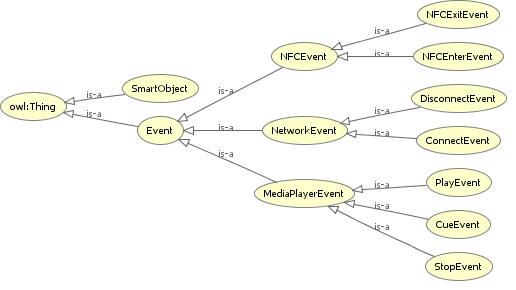 NFCExitEvent
is-a
NFCEvent
is-a
NFCEnterEvent
is-a
SmartObject
is-a
DisconnectEvent
is-a
owl:Thing
is-a
Event
is-a
NetworkEvent
is-a
ConnectEvent
is-a
PlayEvent
is-a
MediaPlayerEvent
is-a
CueEvent
is-a
StopEvent
is-a